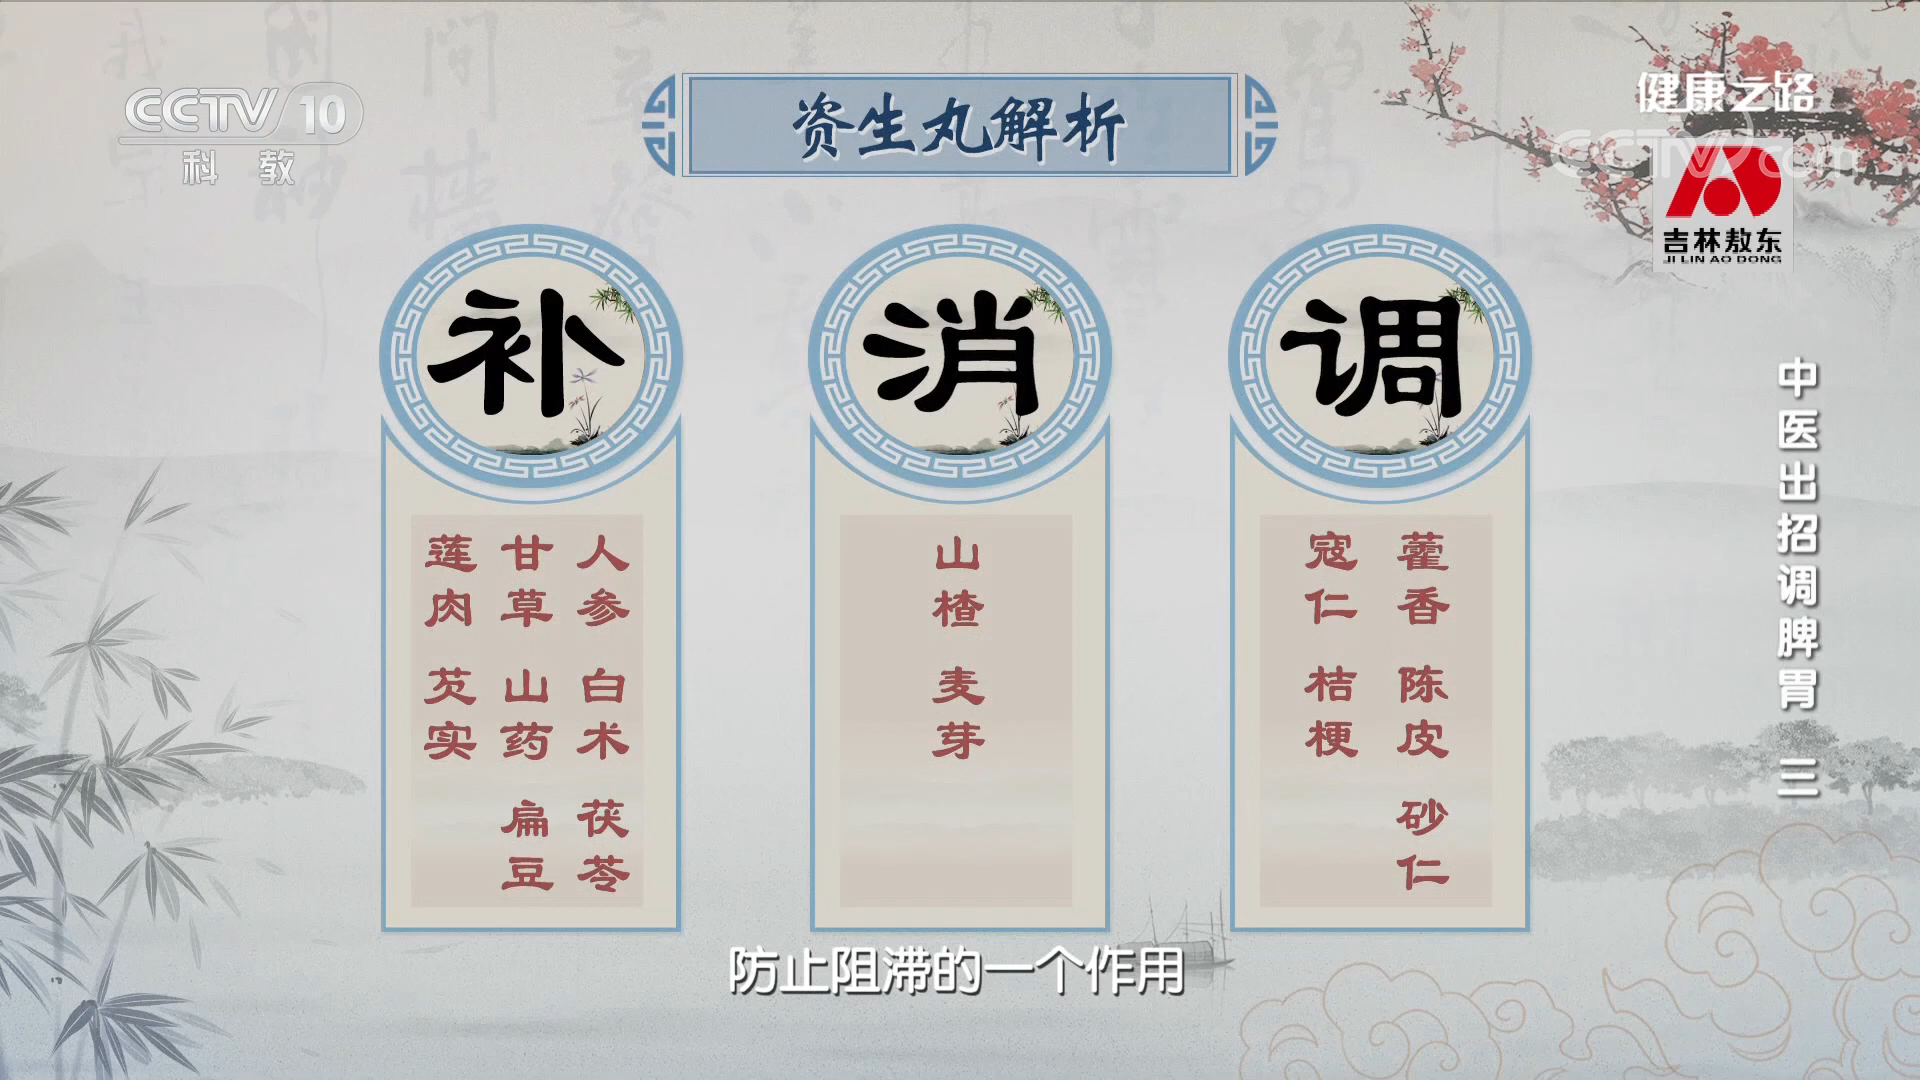 CCTV 10
科教
资生丸解析
健康之路
CCTV.com
吉林敖东
JI LIN AO DONG
补
人参 白术 茯苓
甘草 山药 扁豆
莲肉 芡实
消
山楂 麦芽
调
藿香 陈皮 砂仁
寇仁 桔梗
中医出招调脾胃 三
防止阻滞的一个作用